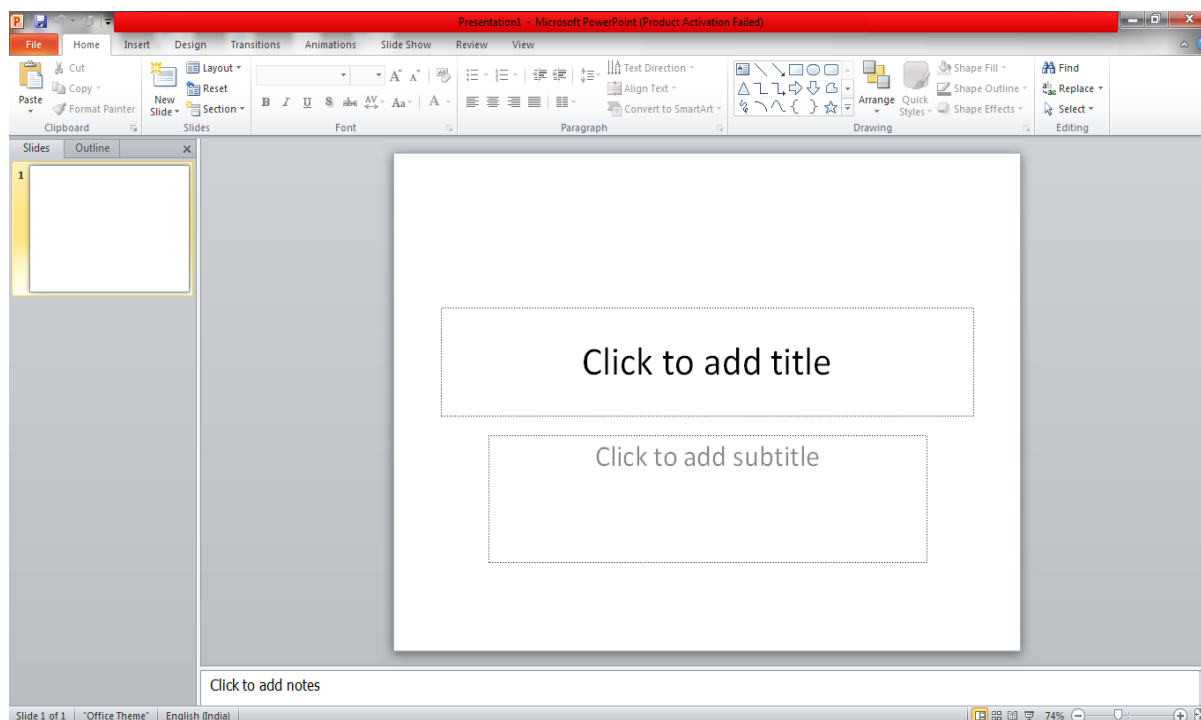 Presentation1 - Microsoft PowerPoint (Product Activation Failed)
File Home Insert Design Transitions Animations Slide Show Review View
Paste
Cut
Copy
Format Painter
Clipboard
New Slide
Layout
Reset
Section
Slides
B I U S abc AV Aa A
Font
Text Direction
Align Text
Convert to SmartArt
Paragraph
Arrange
Quick Styles
Shape Fill
Shape Outline
Shape Effects
Drawing
Find
Replace
Select
Editing
Slides Outline
1
Click to add title
Click to add subtitle
Click to add notes
Slide 1 of 1 "Office Theme" English (India) 74%